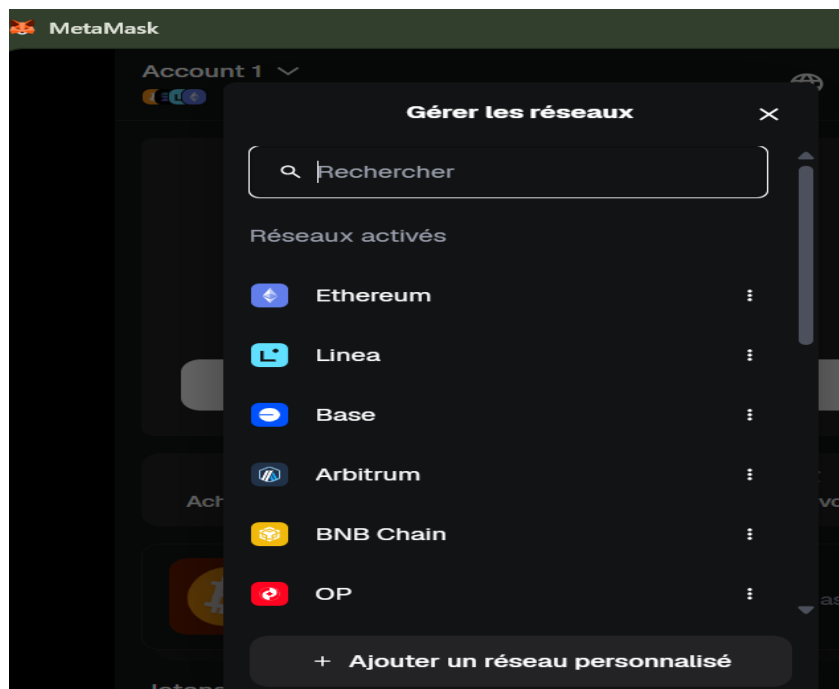 MetaMask
Account 1
Gérer les réseaux
Rechercher
Réseaux activés
Ethereum
Linea
Base
Arbitrum
Ach
BNB Chain
OP
+ Ajouter un réseau personnalisé